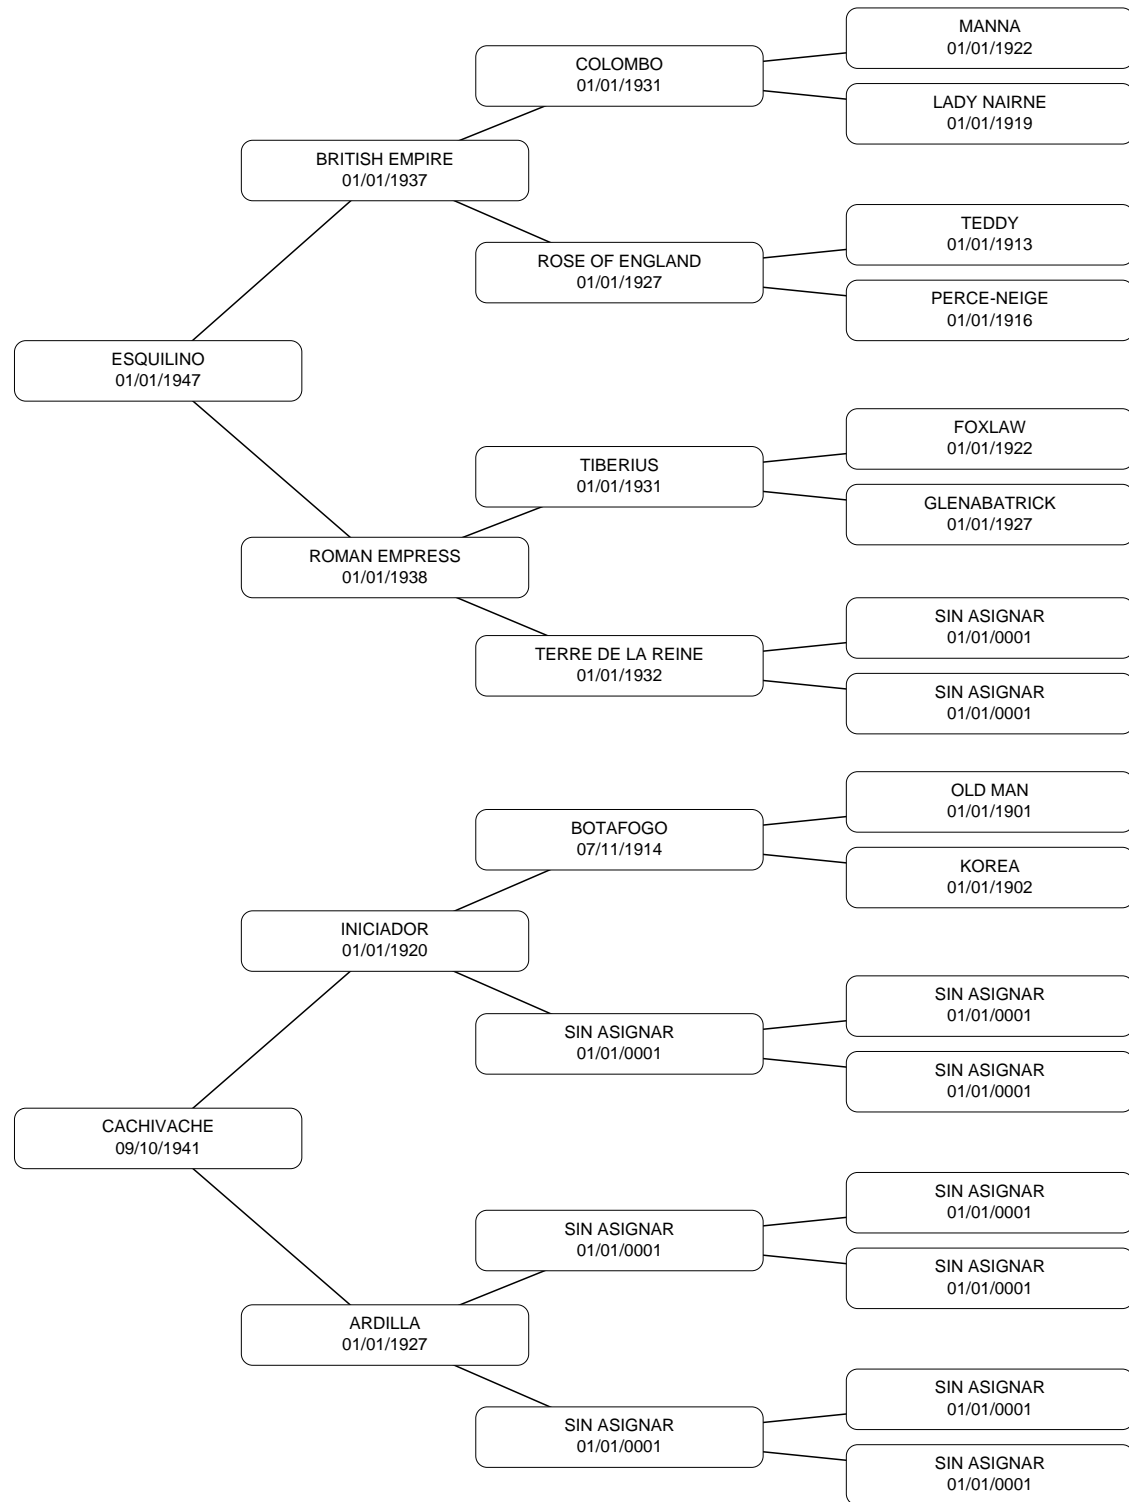 MANNA
01/01/1922
COLOMBO
01/01/1931
LADY NAIRNE
01/01/1919
BRITISH EMPIRE
01/01/1937
TEDDY
01/01/1913
ROSE OF ENGLAND
01/01/1927
PERCE-NEIGE
01/01/1916
ESQUILINO
01/01/1947
FOXLAW
01/01/1922
TIBERIUS
01/01/1931
GLENABATRICK
01/01/1927
ROMAN EMPRESS
01/01/1938
SIN ASIGNAR
01/01/0001
TERRE DE LA REINE
01/01/1932
SIN ASIGNAR
01/01/0001
OLD MAN
01/01/1901
BOTAFOGO
07/11/1914
KOREA
01/01/1902
INICIADOR
01/01/1920
SIN ASIGNAR
01/01/0001
SIN ASIGNAR
01/01/0001
SIN ASIGNAR
01/01/0001
CACHIVACHE
09/10/1941
SIN ASIGNAR
01/01/0001
SIN ASIGNAR
01/01/0001
SIN ASIGNAR
01/01/0001
ARDILLA
01/01/1927
SIN ASIGNAR
01/01/0001
SIN ASIGNAR
01/01/0001
SIN ASIGNAR
01/01/0001